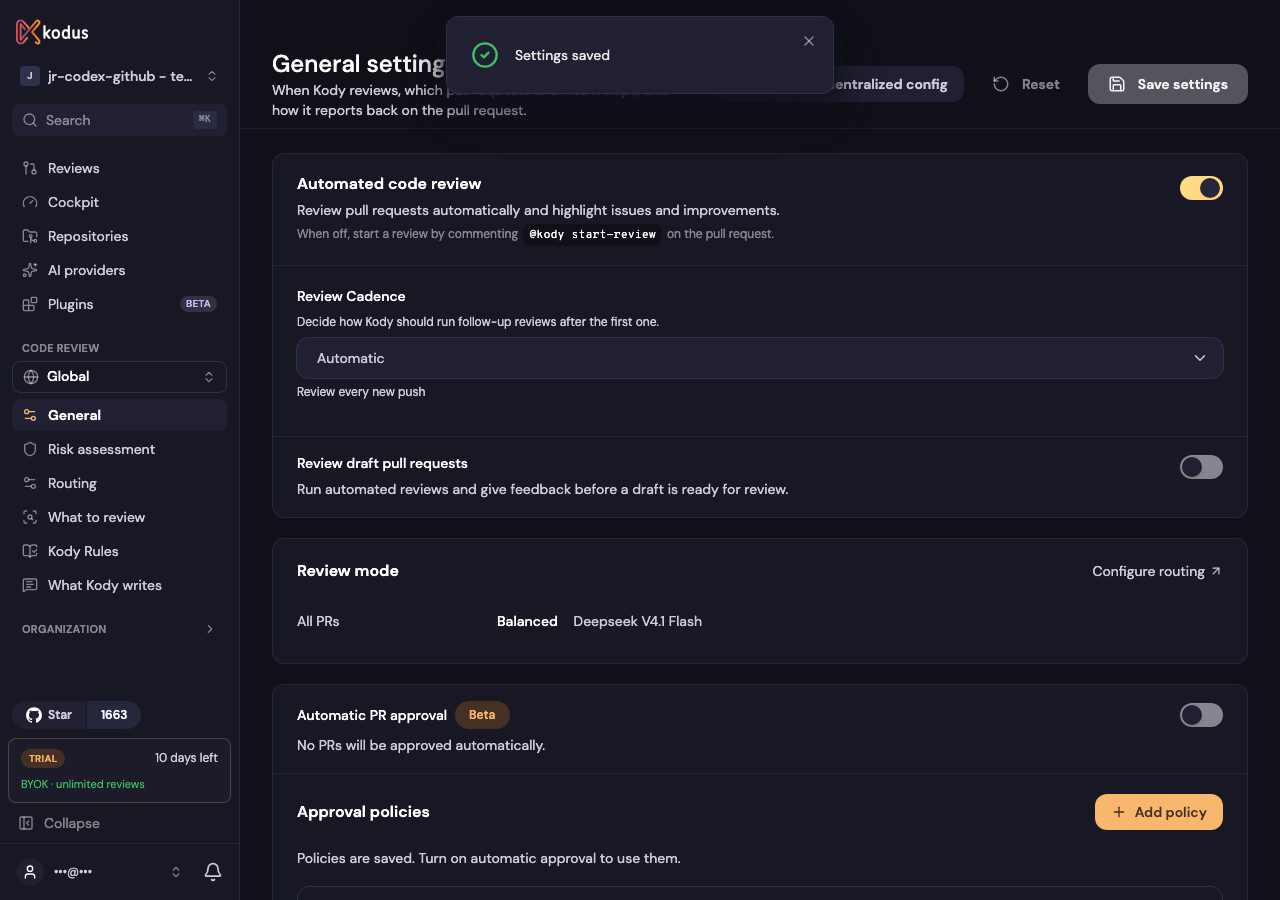 kodus
J jr-codex-github - te...
Search ⌘K
Reviews
Cockpit
Repositories
AI providers
Plugins BETA
CODE REVIEW
Global
General
Risk assessment
Routing
What to review
Kody Rules
What Kody writes
ORGANIZATION
Star 1663
TRIAL 10 days left
BYOK · unlimited reviews
Collapse
•••@•••
Settings saved
General setting
When Kody reviews, which
how it reports back on the pull request.
entralized config
Reset
Save settings
Automated code review
Review pull requests automatically and highlight issues and improvements.
When off, start a review by commenting @kody start-review on the pull request.
Review Cadence
Decide how Kody should run follow-up reviews after the first one.
Automatic
Review every new push
Review draft pull requests
Run automated reviews and give feedback before a draft is ready for review.
Review mode
Configure routing
All PRs Balanced Deepseek V4.1 Flash
Automatic PR approval Beta
No PRs will be approved automatically.
Approval policies
+ Add policy
Policies are saved. Turn on automatic approval to use them.